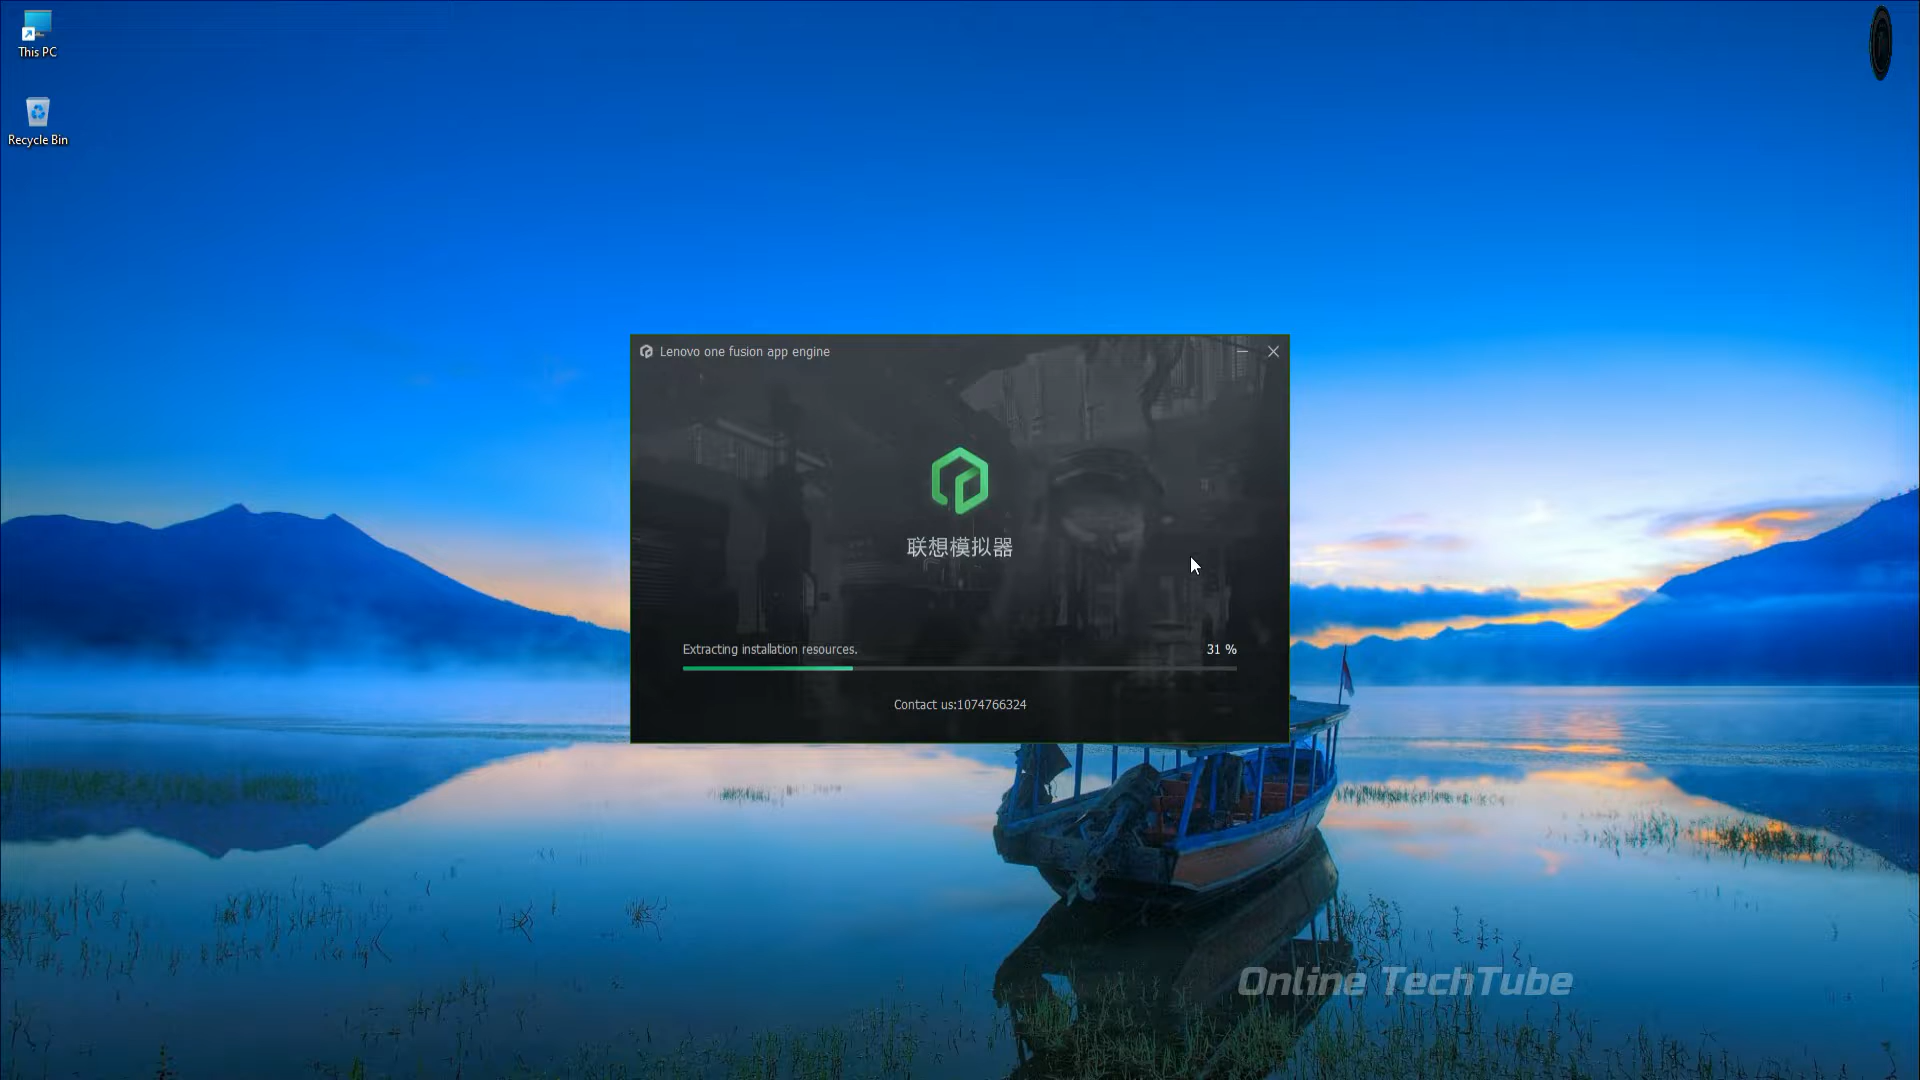 This PC
Recycle Bin
Lenovo one fusion app engine
联想模拟器
Extracting installation resources.
31 %
Contact us:1074766324
Online TechTube